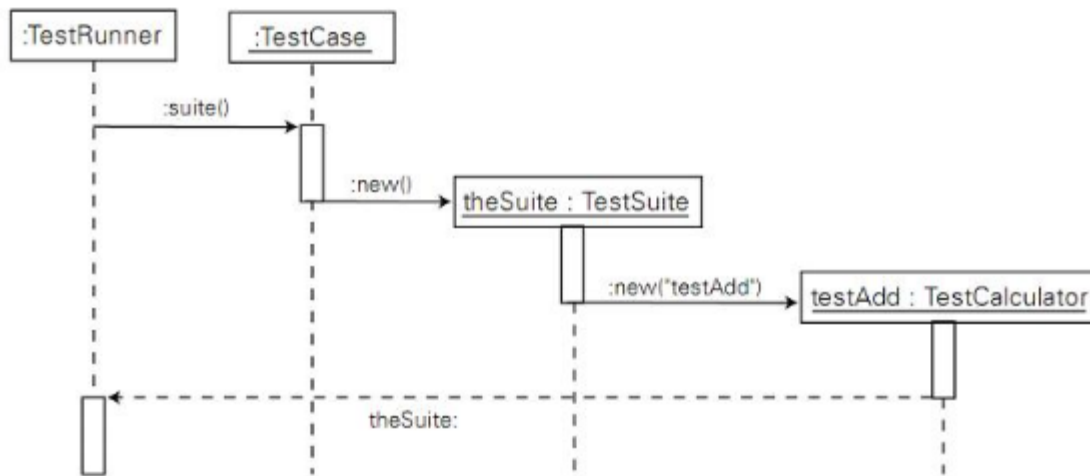 :TestRunner
:TestCase
:suite()
:new()
theSuite : TestSuite
:new("testAdd")
testAdd : TestCalculator
theSuite: